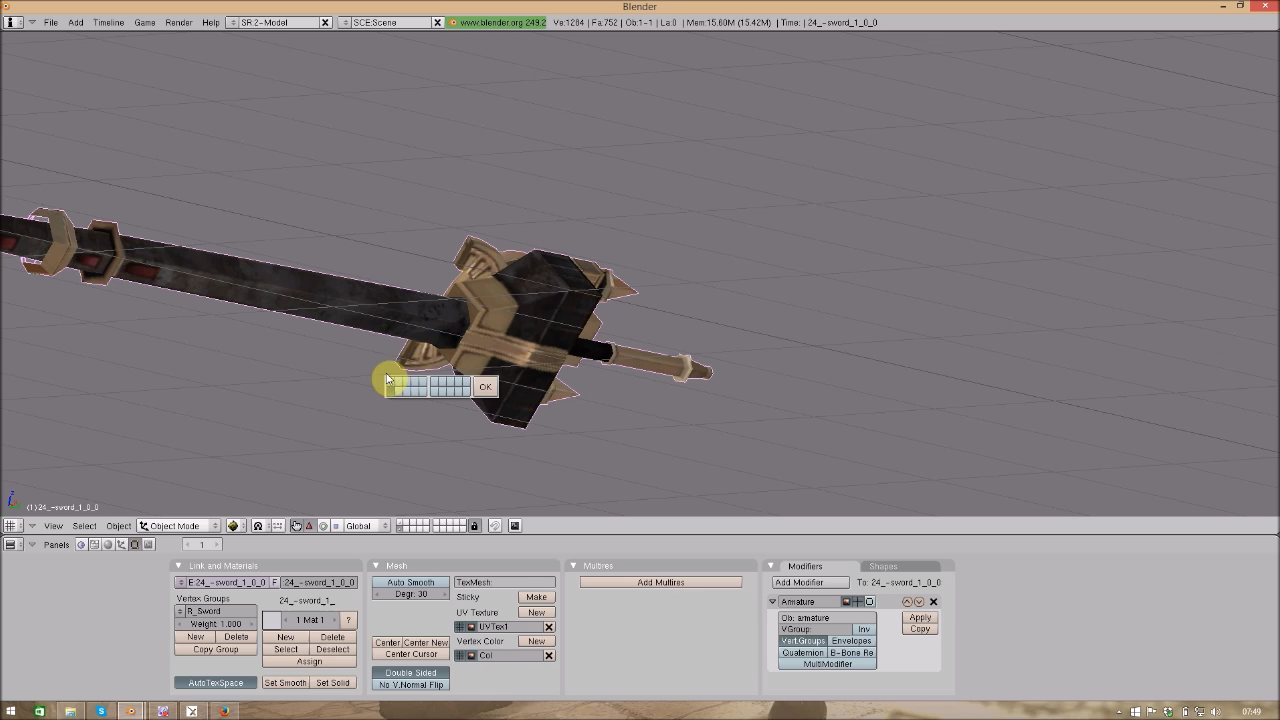 Blender
File Add Timeline Game Render Help SR:2-Model SCE:Scene www.blender.org 249.2 Ve:1284 | Fa:752 | Ob:1-1 | La:0 | Mem:15.68M (15.42M) | Time: | 24_-sword_1_0_0
OK
(1) 24_-sword_1_0_0
View Select Object Object Mode Global
Panels 1
Link and Materials Mesh Multires Modifiers Shapes
E:24_-sword_1_0_0 F 24_-sword_1_0_0 Auto Smooth TexMesh: Add Multires Add Modifier To: 24_-sword_1_0_0
Degr: 30 Sticky Make
Vertex Groups 24_-sword_1_ Armature
R_Sword UV Texture New Ob: armature Apply
Weight: 1.000 1 Mat 1 ? UVTex1 VGroup Inv Copy
New Delete New Delete Center Center New Vertex Color New Vert.Groups Envelopes
Copy Group Select Deselect Center Cursor Col Quaternion B-Bone Re
Assign MultiModifier
Double Sided
AutoTexSpace Set Smooth Set Solid No V.Normal Flip
07:49